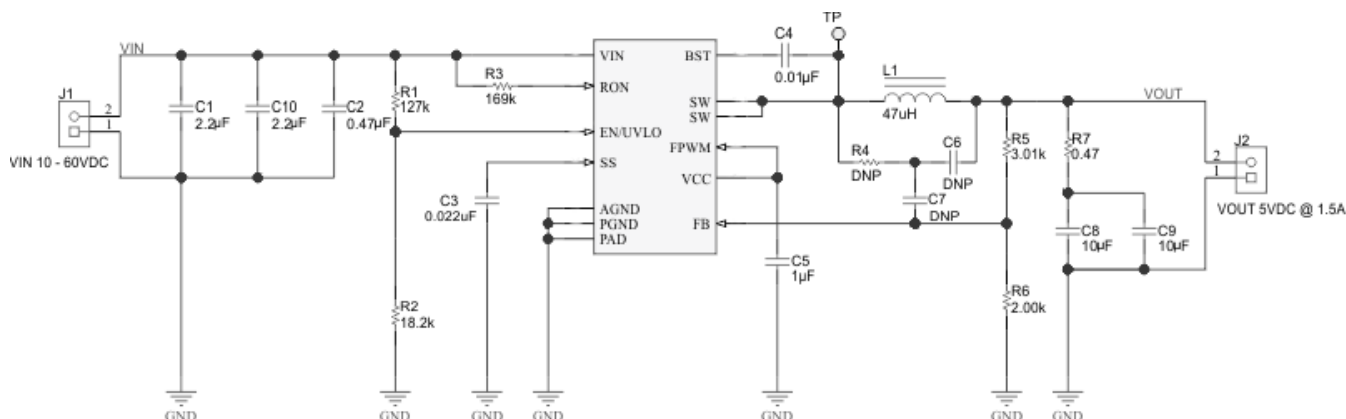 TP
C4
0.01µF
VIN
J1
2
1
VIN 10 - 60VDC
C1
2.2µF
C10
2.2µF
C2
0.47µF
R1
127k
R3
169k
R2
18.2k
C3
0.022uF
VIN
RON
EN/UVLO
SS
AGND
PGND
PAD
BST
SW
SW
FPWM
VCC
FB
L1
47uH
R4
DNP
C6
DNP
C7
DNP
C5
1µF
R5
3.01k
R6
2.00k
R7
0.47
C8
10µF
C9
10µF
VOUT
J2
2
1
VOUT 5VDC @ 1.5A
GND
GND
GND
GND
GND
GND
GND